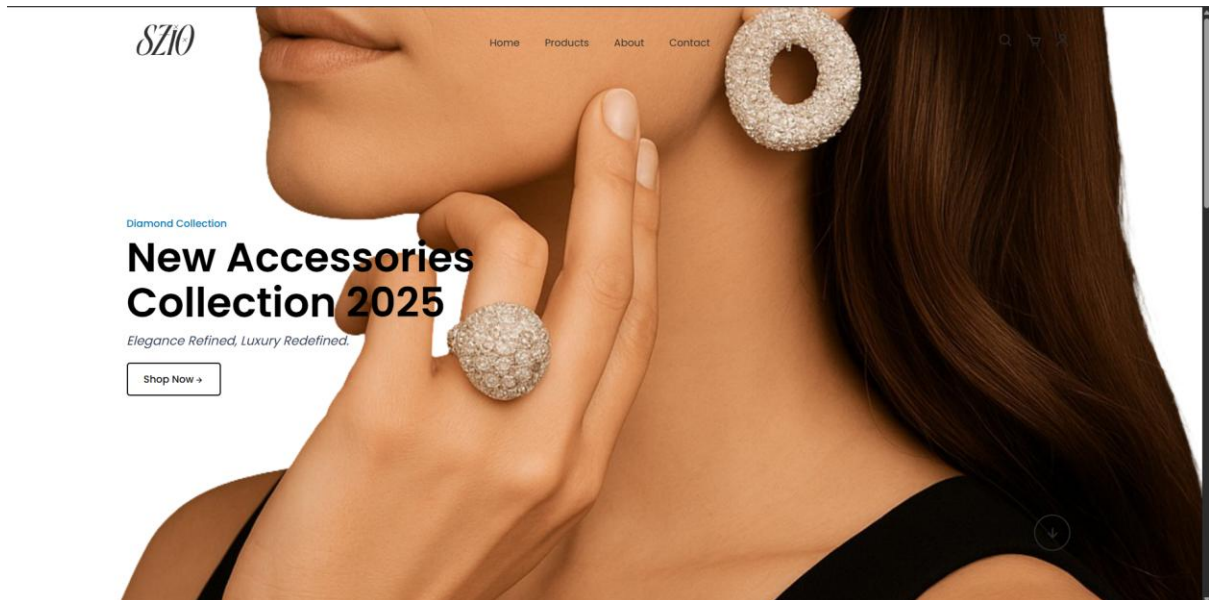 SZIO
Home Products About Contact
Diamond Collection
New Accessories
Collection 2025
Elegance Refined, Luxury Redefined.
Shop Now →